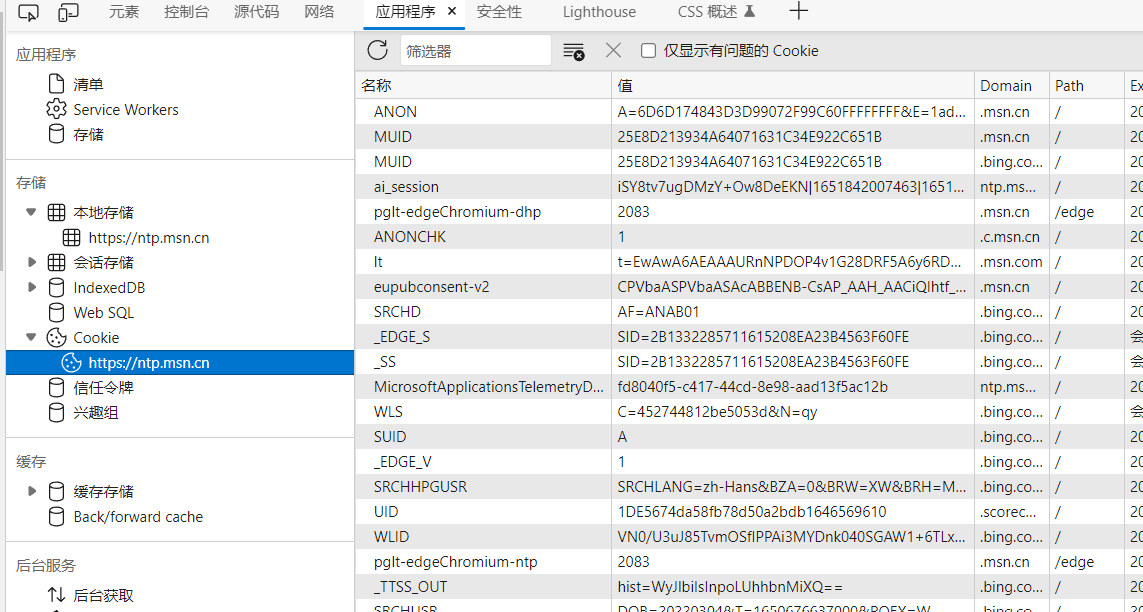 元素 控制台 源代码 网络 应用程序 安全性 Lighthouse CSS 概述
应用程序
清单
Service Workers
存储
存储
本地存储
https://ntp.msn.cn
会话存储
IndexedDB
Web SQL
Cookie
https://ntp.msn.cn
信任令牌
兴趣组
缓存
缓存存储
Back/forward cache
后台服务
后台获取
筛选器 仅显示有问题的 Cookie
名称 值 Domain Path Ex
ANON A=6D6D174843D3D99072F99C60FFFFFFFF&E=1ad... .msn.cn / 20
MUID 25E8D213934A64071631C34E922C651B .msn.cn / 20
MUID 25E8D213934A64071631C34E922C651B .bing.co... / 20
ai_session iSY8tv7ugDMzY+Ow8DeEKN|1651842007463|1651... ntp.ms... / 20
pglt-edgeChromium-dhp 2083 .msn.cn /edge 20
ANONCHK 1 .c.msn.cn / 20
lt t=EwAwA6AEAAAURnNPDOP4v1G28DRF5A6y6RD... .msn.com / 20
eupubconsent-v2 CPVbaASPVbaASAcABBENB-CsAP_AAH_AACiQIhtf_... .msn.cn / 20
SRCHD AF=ANAB01 .bing.co... / 20
_EDGE_S SID=2B1332285711615208EA23B4563F60FE .bing.co... / 会
_SS SID=2B1332285711615208EA23B4563F60FE .bing.co... / 会
MicrosoftApplicationsTelemetryD... fd8040f5-c417-44cd-8e98-aad13f5ac12b ntp.ms... / 20
WLS C=452744812be5053d&N=qy .bing.co... / 会
SUID A .bing.co... / 20
_EDGE_V 1 .bing.co... / 20
SRCHHPGUSR SRCHLANG=zh-Hans&BZA=0&BRW=XW&BRH=M... .bing.co... / 20
UID 1DE5674da58fb78d50a2bdb1646569610 .scorec... / 20
WLID VN0/U3uJ85TvmOSflPPAi3MYDnk040SGAW1+6TLx... .bing.co... / 20
pglt-edgeChromium-ntp 2083 .msn.cn /edge 20
_TTSS_OUT hist=WyJlbiIsInpoLUhhbnMiXQ== .bing.co... / 20
SRCHUSR DOB=20220304&T=1650676637000&POEX=W .bing.co... / 20